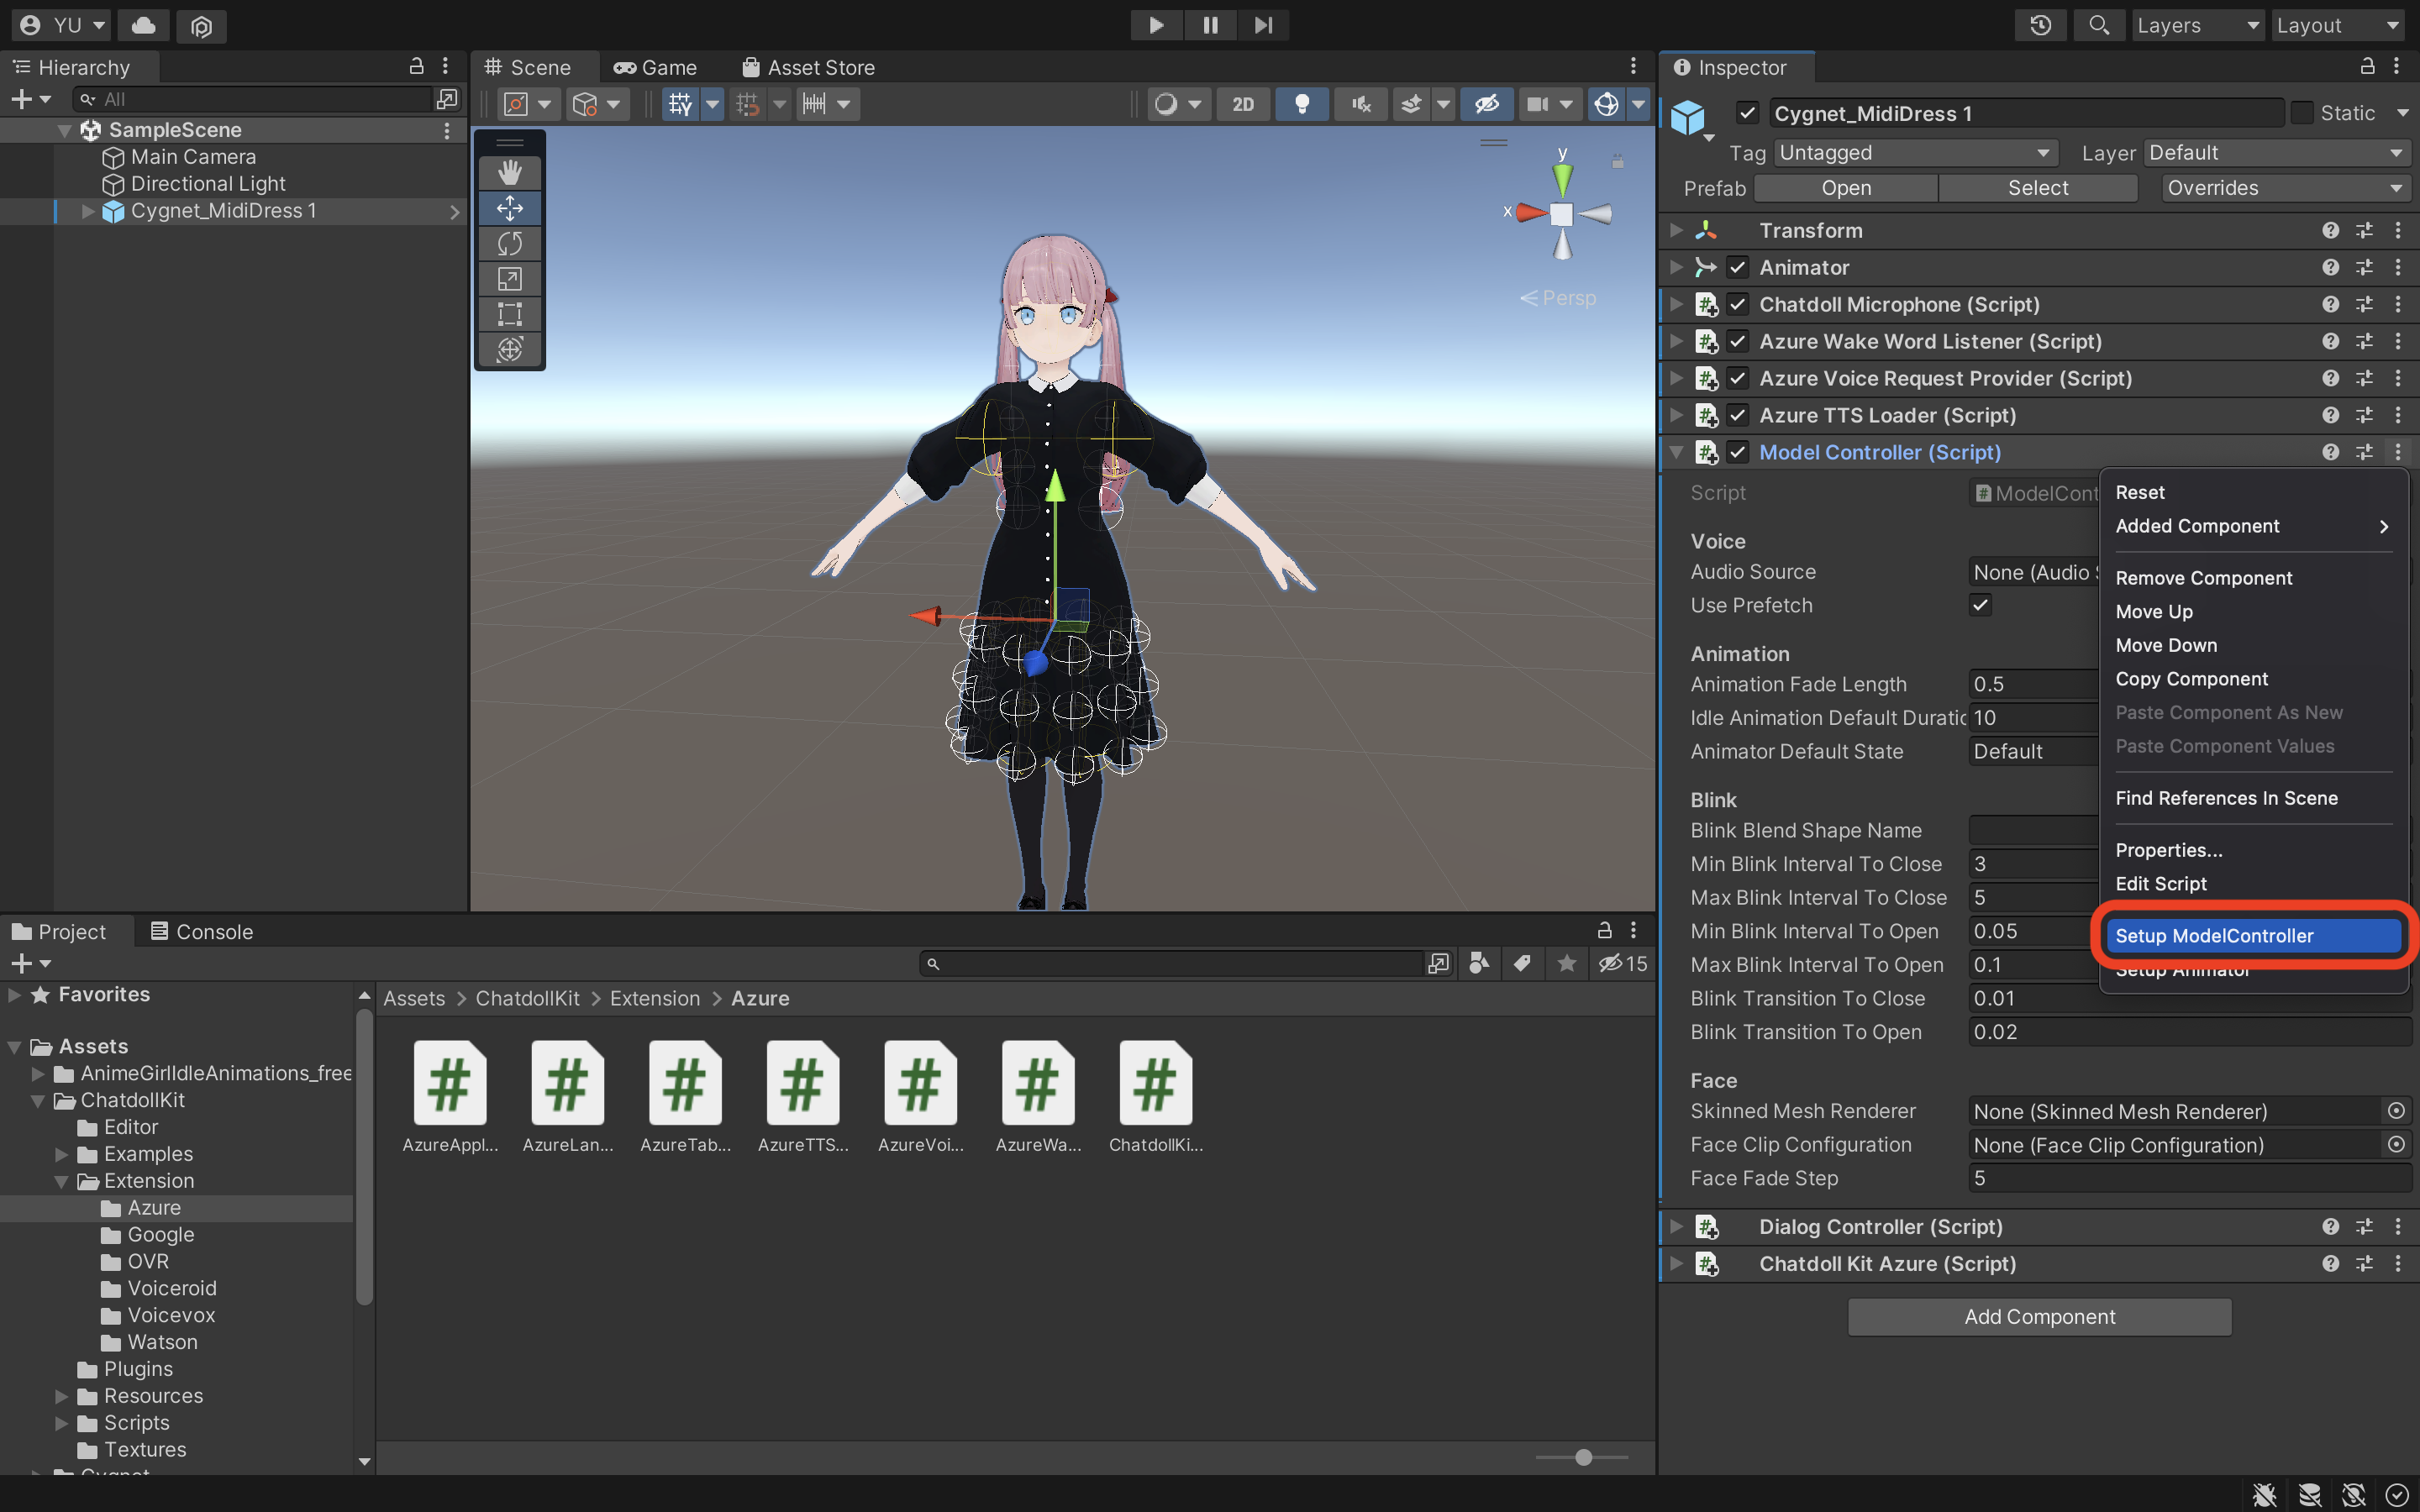 YU
Layers
Layout
Hierarchy
All
SampleScene
Main Camera
Directional Light
Cygnet_MidiDress 1
Scene
Game
Asset Store
2D
y
x
Persp
Inspector
Cygnet_MidiDress 1
Static
Tag
Untagged
Layer
Default
Prefab
Open
Select
Overrides
Transform
Animator
Chatdoll Microphone (Script)
Azure Wake Word Listener (Script)
Azure Voice Request Provider (Script)
Azure TTS Loader (Script)
Model Controller (Script)
Script
ModelCont
Voice
Audio Source
None (Audio
Use Prefetch
Animation
Animation Fade Length
0.5
Idle Animation Default Duratio
10
Animator Default State
Default
Blink
Blink Blend Shape Name
Min Blink Interval To Close
3
Max Blink Interval To Close
5
Min Blink Interval To Open
0.05
Max Blink Interval To Open
0.1
Blink Transition To Close
0.01
Blink Transition To Open
0.02
Face
Skinned Mesh Renderer
None (Skinned Mesh Renderer)
Face Clip Configuration
None (Face Clip Configuration)
Face Fade Step
5
Dialog Controller (Script)
Chatdoll Kit Azure (Script)
Add Component
Reset
Added Component
Remove Component
Move Up
Move Down
Copy Component
Paste Component As New
Paste Component Values
Find References In Scene
Properties...
Edit Script
Setup ModelController
Setup Animator
Project
Console
15
Favorites
Assets
AnimeGirlIdleAnimations_free
ChatdollKit
Editor
Examples
Extension
Azure
Google
OVR
Voiceroid
Voicevox
Watson
Plugins
Resources
Scripts
Textures
Cygnet
Assets > ChatdollKit > Extension > Azure
AzureAppl...
AzureLan...
AzureTab...
AzureTTS...
AzureVoi...
AzureWa...
ChatdollKi...